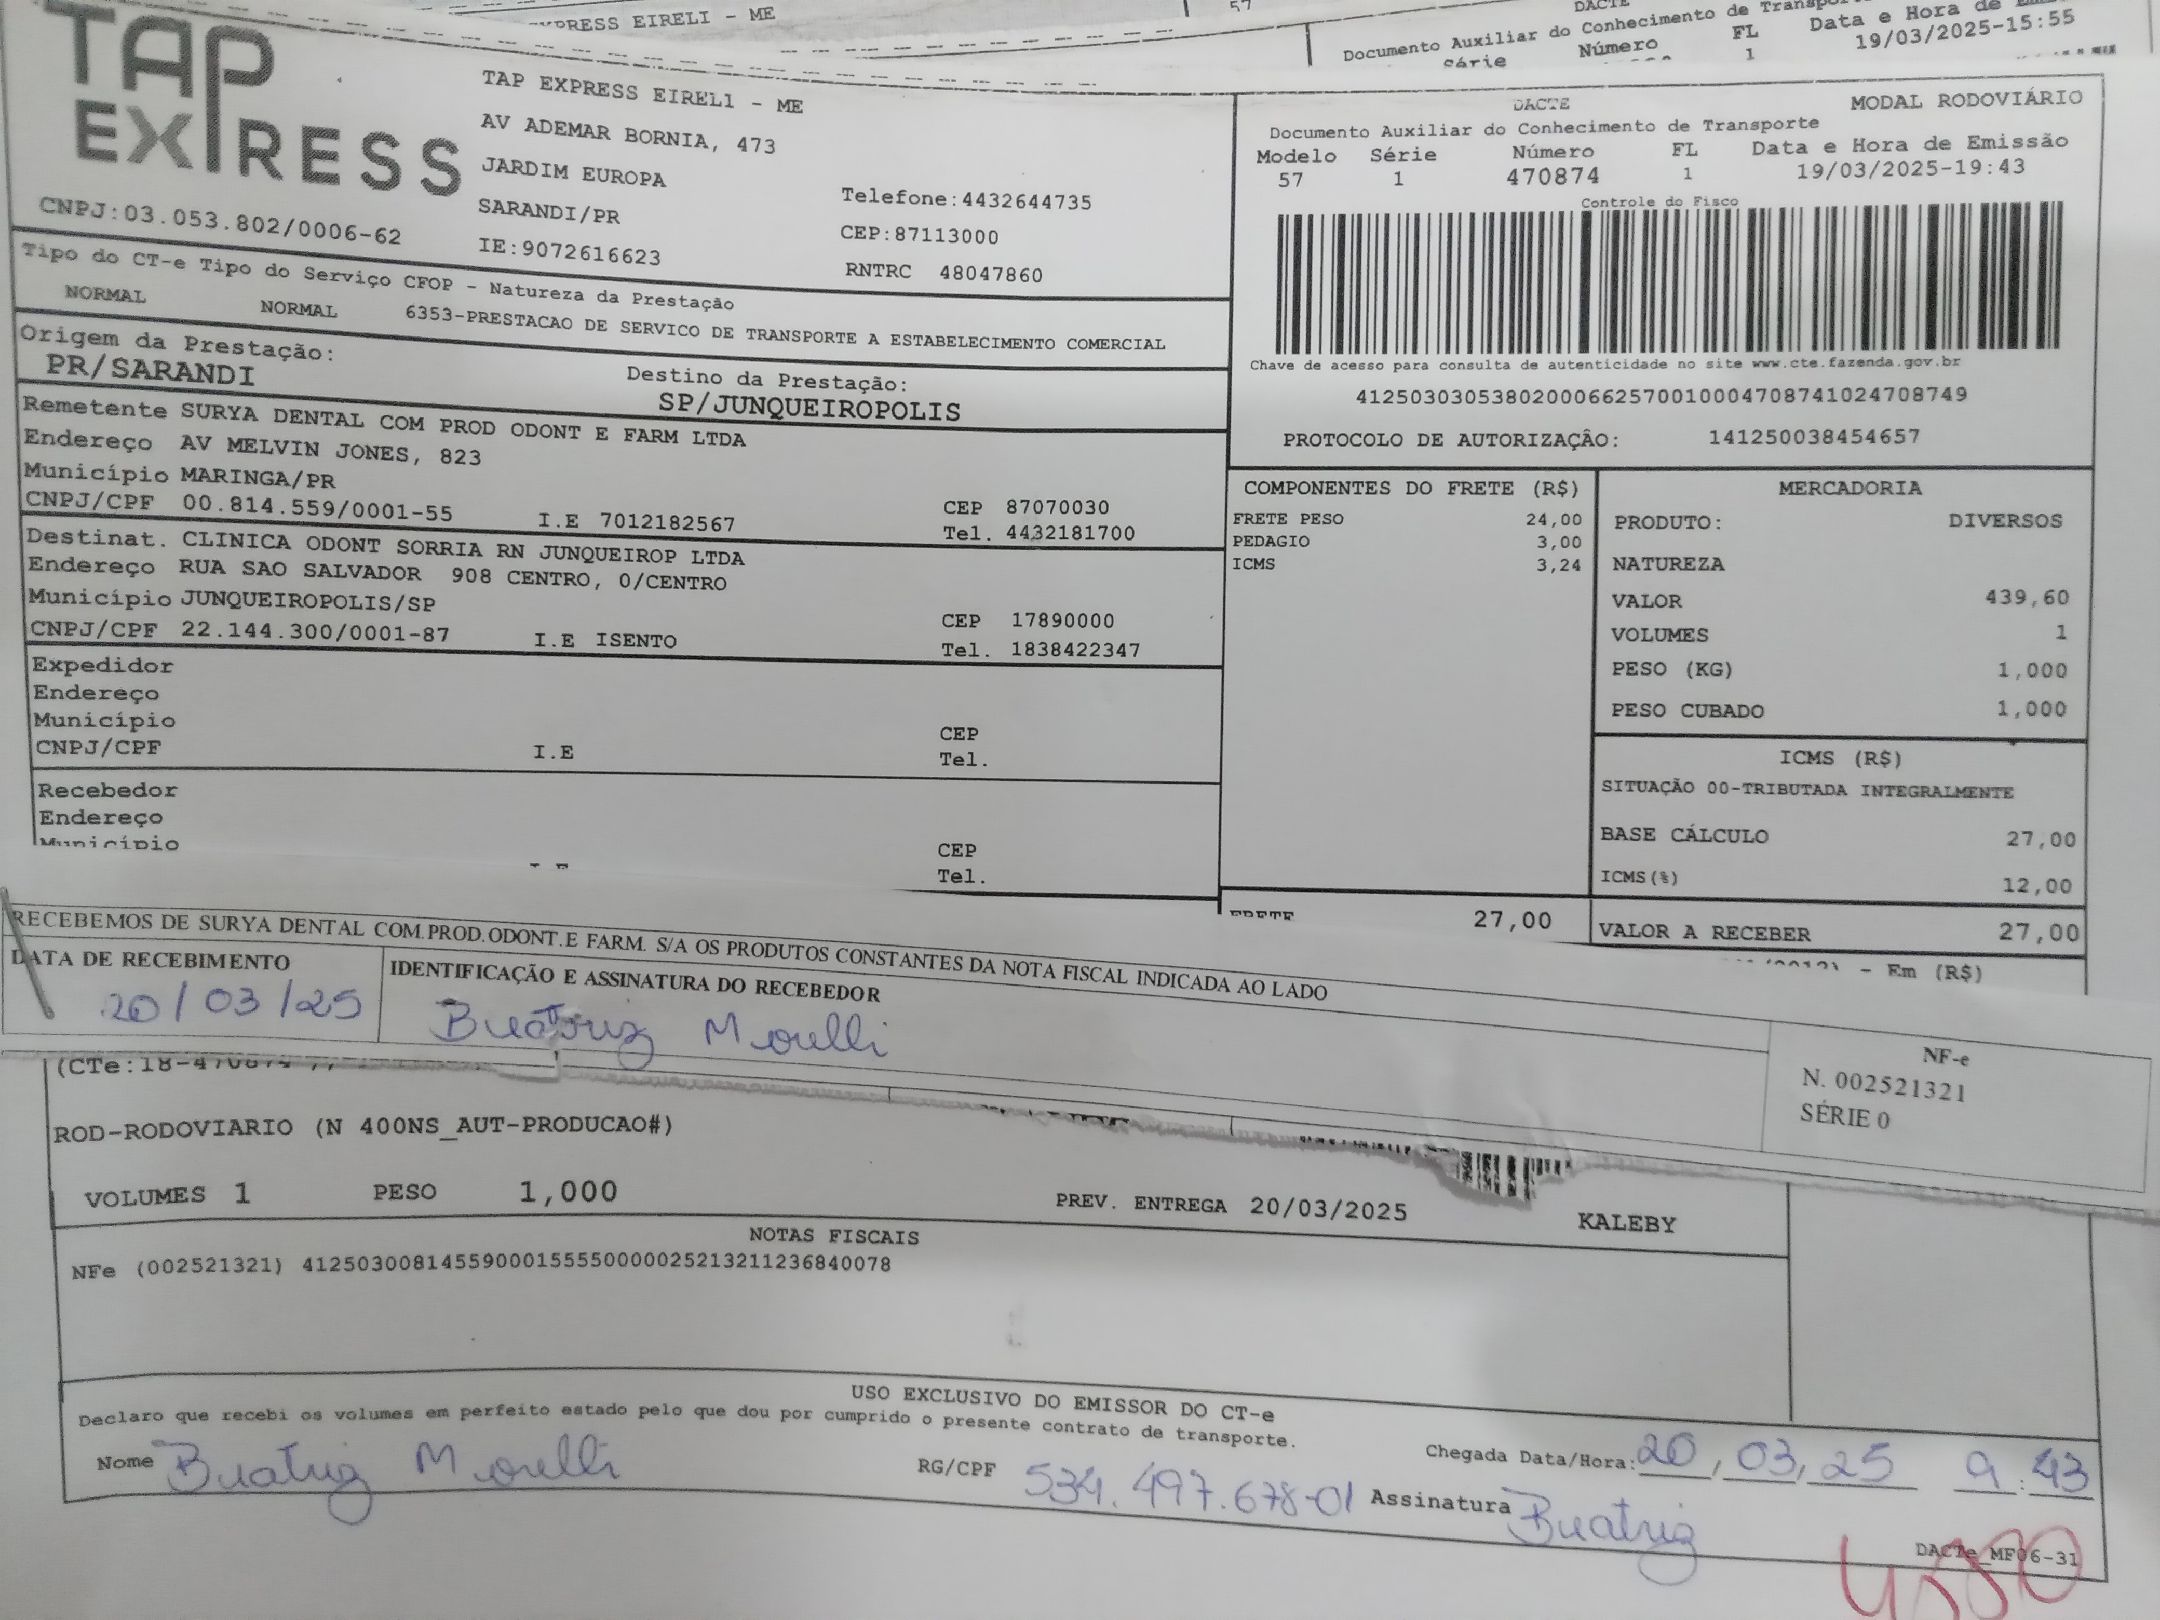 XPRESS EIRELI - ME
57
DACTE
Documento Auxiliar do Conhecimento de
Série Número FL Data e Hora de
1 19/03/2025-15:55
TAP EXPRESS
CNPJ:03.053.802/0006-62
TAP EXPRESS EIRELI - ME
AV ADEMAR BORNIA, 473
JARDIM EUROPA
SARANDI/PR
IE:9072616623
Telefone:4432644735
CEP:87113000
RNTRC 48047860
DACTE MODAL RODOVIÁRIO
Documento Auxiliar do Conhecimento de Transporte
Modelo Série Número FL Data e Hora de Emissão
57 1 470874 1 19/03/2025-19:43
Controle do Fisco
Chave de acesso para consulta de autenticidade no site www.cte.fazenda.gov.br
41250303053802000662570010004708741024708749
PROTOCOLO DE AUTORIZAÇÂO: 141250038454657
Tipo do CT-e Tipo do Serviço CFOP - Natureza da Prestação
NORMAL NORMAL 6353-PRESTACAO DE SERVICO DE TRANSPORTE A ESTABELECIMENTO COMERCIAL
Origem da Prestação: Destino da Prestação:
PR/SARANDI SP/JUNQUEIROPOLIS
Remetente SURYA DENTAL COM PROD ODONT E FARM LTDA
Endereço AV MELVIN JONES, 823
Município MARINGA/PR CEP 87070030
CNPJ/CPF 00.814.559/0001-55 I.E 7012182567 Tel. 4432181700
Destinat. CLINICA ODONT SORRIA RN JUNQUEIROP LTDA
Endereço RUA SAO SALVADOR 908 CENTRO, 0/CENTRO
Município JUNQUEIROPOLIS/SP CEP 17890000
CNPJ/CPF 22.144.300/0001-87 I.E ISENTO Tel. 1838422347
Expedidor
Endereço
Município CEP
CNPJ/CPF I.E Tel.
Recebedor
Endereço
Município CEP
Tel.
COMPONENTES DO FRETE (R$)
FRETE PESO 24,00
PEDAGIO 3,00
ICMS 3,24
FRETE 27,00
MERCADORIA
PRODUTO: DIVERSOS
NATUREZA
VALOR 439,60
VOLUMES 1
PESO (KG) 1,000
PESO CUBADO 1,000
ICMS (R$)
SITUAÇÃO 00-TRIBUTADA INTEGRALMENTE
BASE CÁLCULO 27,00
ICMS(%) 12,00
VALOR A RECEBER 27,00
- Em (R$)
RECEBEMOS DE SURYA DENTAL COM.PROD.ODONT.E FARM. S/A OS PRODUTOS CONSTANTES DA NOTA FISCAL INDICADA AO LADO
DATA DE RECEBIMENTO IDENTIFICAÇÃO E ASSINATURA DO RECEBEDOR
20/03/25 Beatriz Morelli
NF-e
N. 002521321
SÉRIE 0
(CTe:18-470874
ROD-RODOVIARIO (N 400NS_AUT-PRODUCAO#)
VOLUMES 1 PESO 1,000 PREV. ENTREGA 20/03/2025 KALEBY
NOTAS FISCAIS
NFe (002521321) 41250300814559000155550000025213211236840078
USO EXCLUSIVO DO EMISSOR DO CT-e
Declaro que recebi os volumes em perfeito estado pelo que dou por cumprido o presente contrato de transporte.
Nome Beatriz Morelli RG/CPF 534.497.678-01 Chegada Data/Hora: 20, 03, 25 9:43
Assinatura Beatriz
DACTe_MF06-31